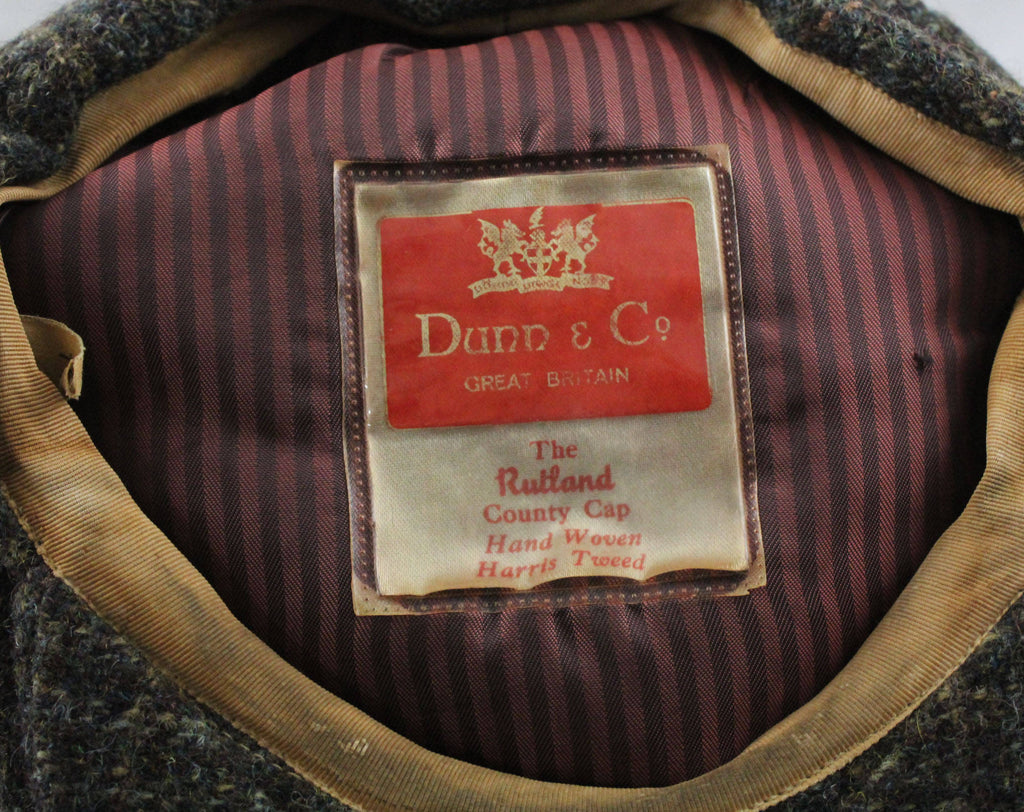 Dunn & Co
GREAT BRITAIN
The
Rutland
County Cap
Hand Woven
Harris Tweed